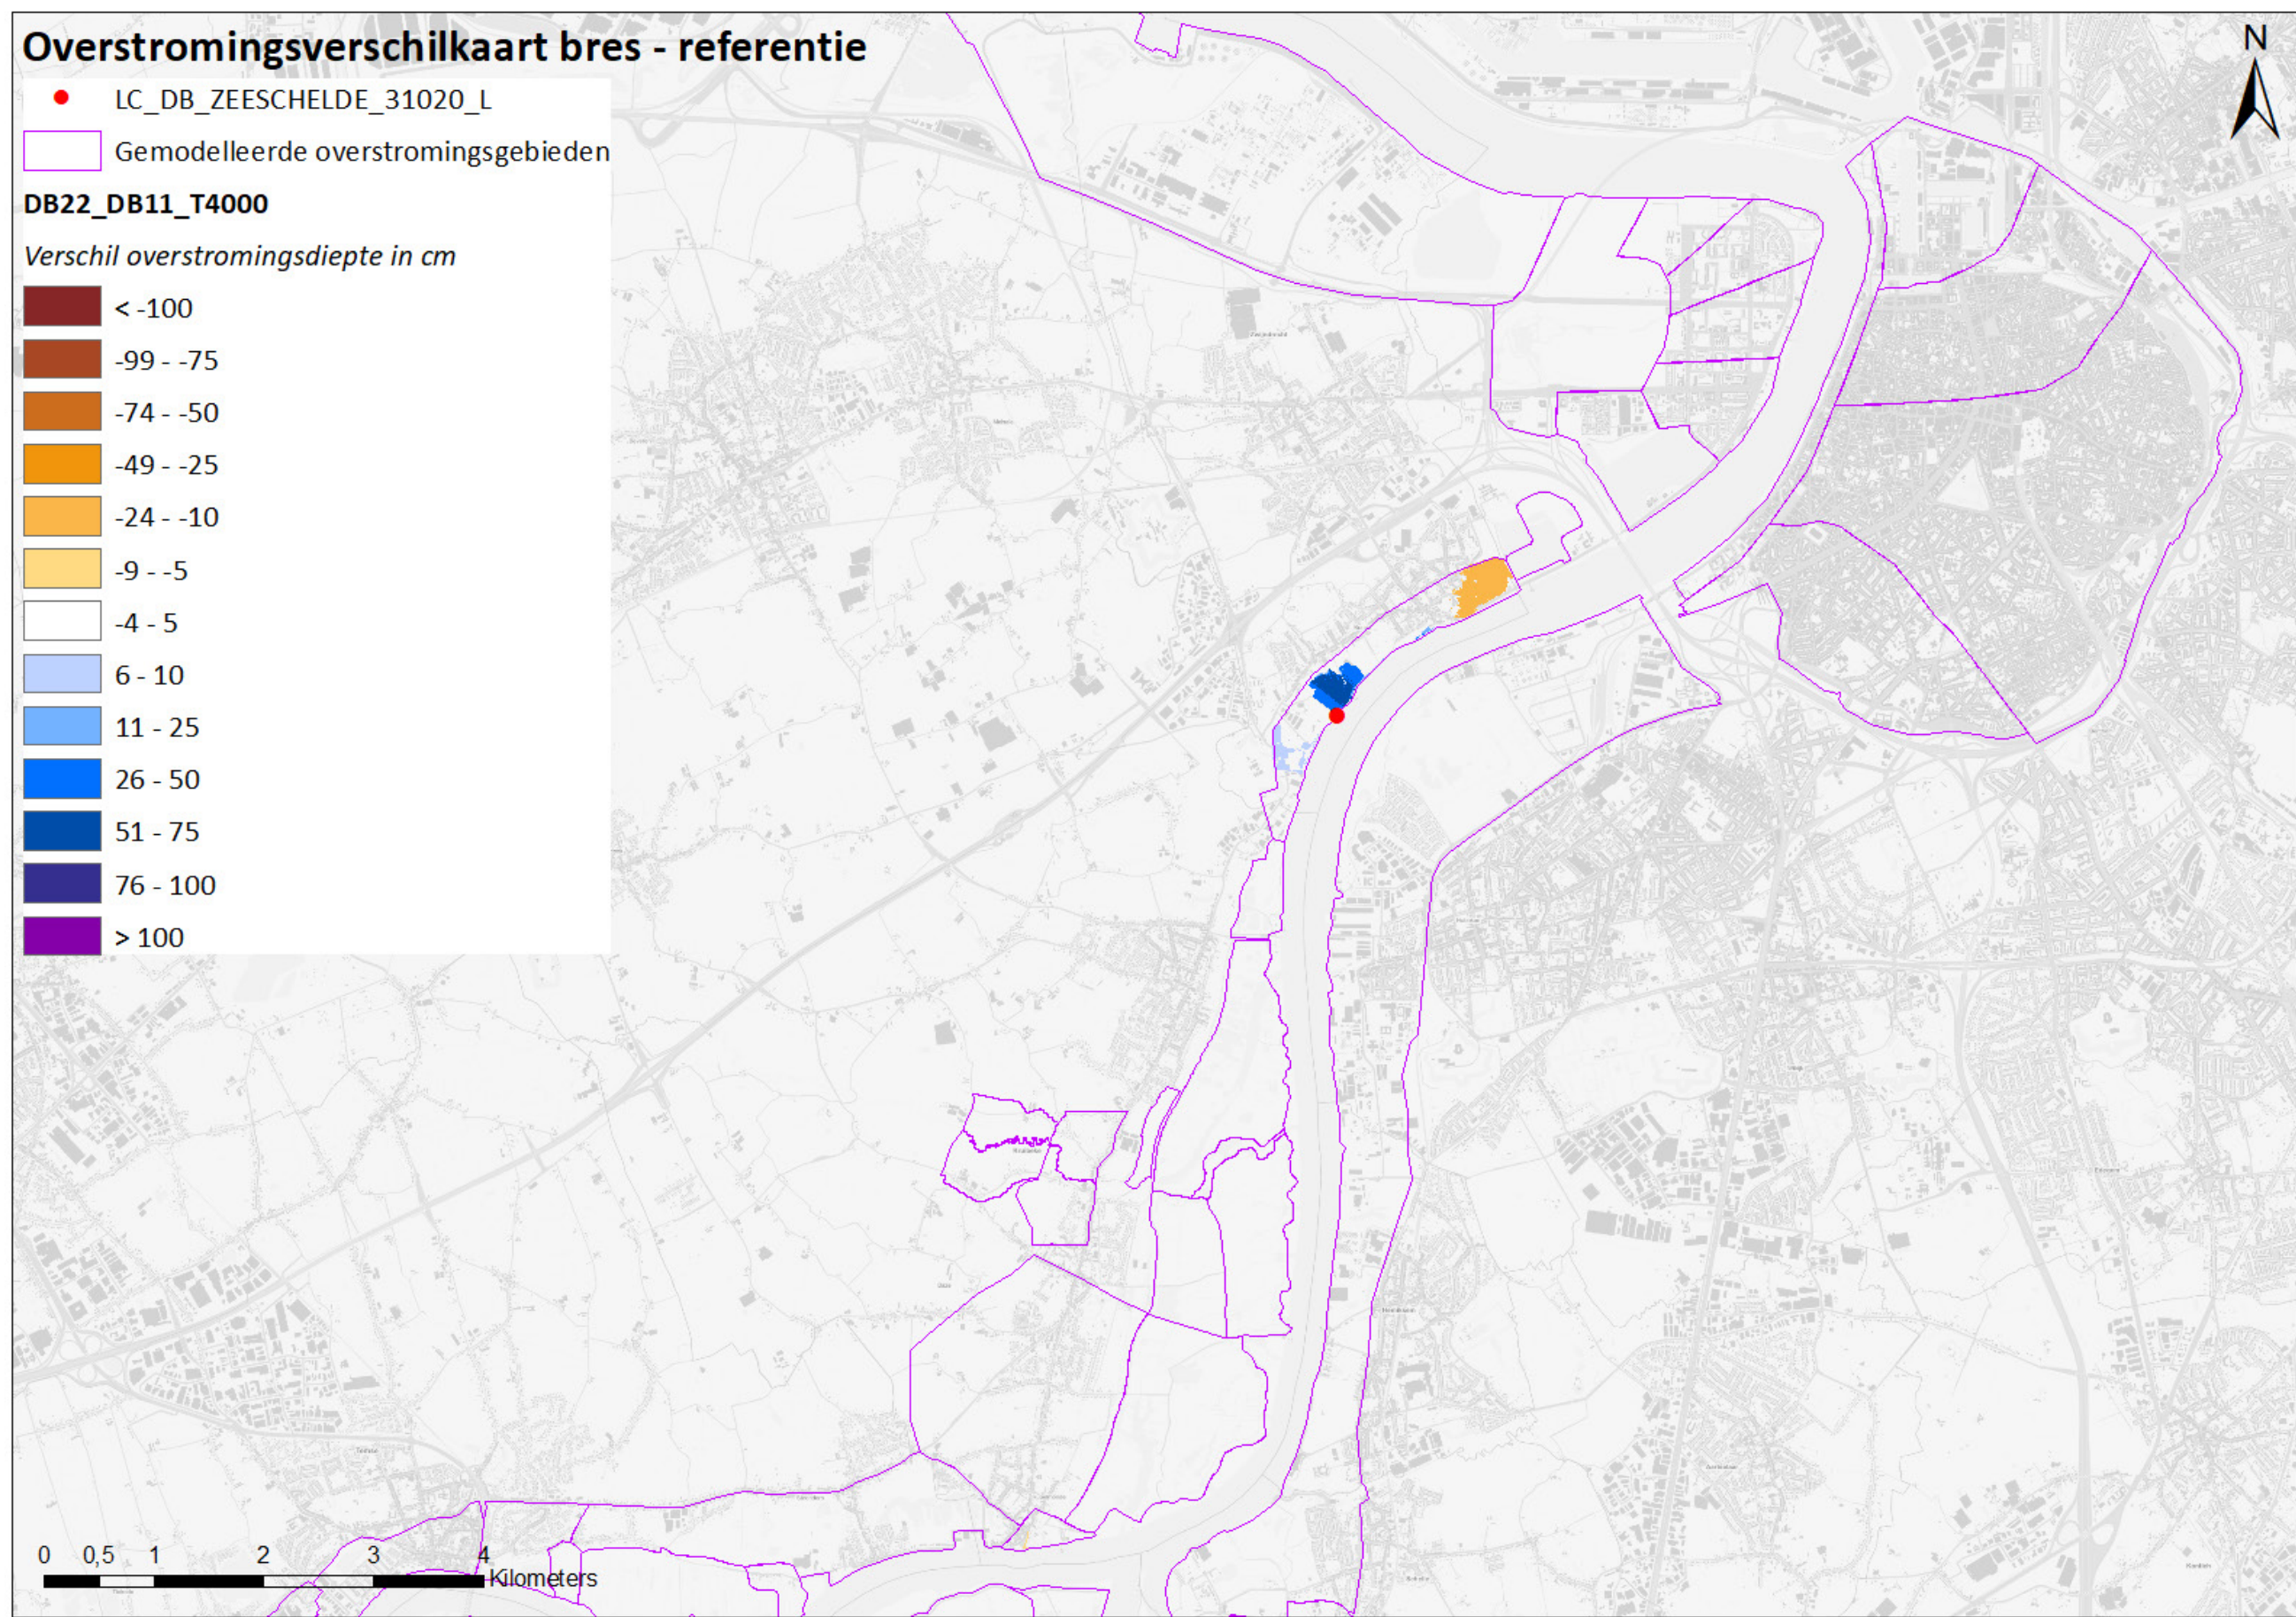 Overstromingsverschilkaart bres - referentie
N
LC_DB_ZEESCHELDE_31020_L
Gemodelleerde overstromingsgebieden
DB22_DB11_T4000
Verschil overstromingsdiepte in cm
< -100
-99 - -75
-74 - -50
-49 - -25
-24 - -10
-9 - -5
-4 - 5
6 - 10
11 - 25
26 - 50
51 - 75
76 - 100
> 100
0 0,5 1 2 3 4
Kilometers